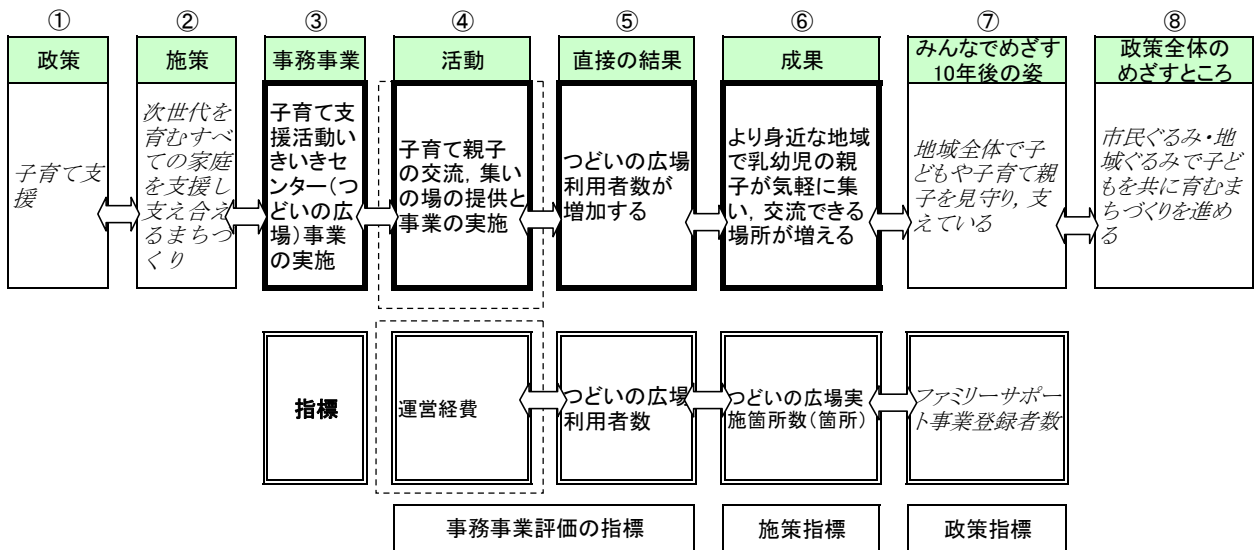 ①
②
③
④
⑤
⑥
⑦
⑧
政策
施策
事務事業
活動
直接の結果
成果
みんなでめざす
10年後の姿
政策全体の
めざすところ
子育て支
援
次世代を
育むすべ
ての家庭
を支援し
支え合え
るまちづ
くり
子育て支
援活動い
きいきセ
ンター(つ
どいの広
場)事業
の実施
子育て親子
の交流,集い
の場の提供と
事業の実施
つどいの広場
利用者数が
増加する
より身近な地域
で乳幼児の親
子が気軽に集
い,交流できる
場所が増える
地域全体で子
どもや子育て親
子を見守り,支
えている
市民ぐるみ・地
域ぐるみで子ど
もを共に育むま
ちづくりを進め
る
指標
運営経費
つどいの広場
利用者数
つどいの広場実
施箇所数(箇所)
ファミリーサポー
ト事業登録者数
事務事業評価の指標
施策指標
政策指標